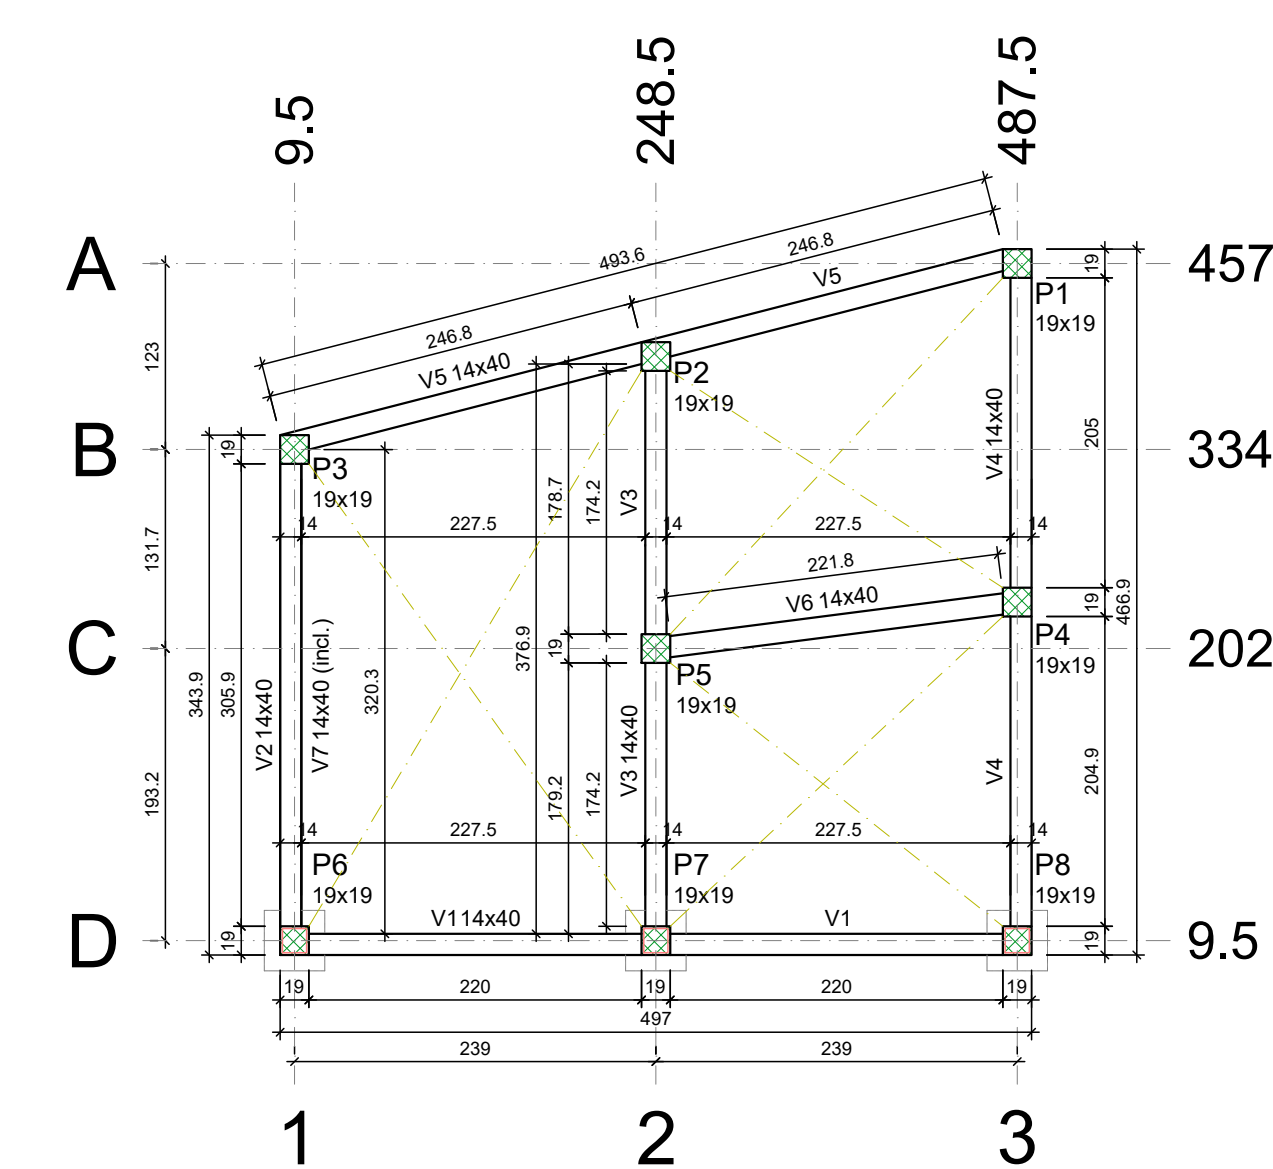 9.5
248.5
487.5
493.6
246.8
246.8
V5
V5 14x40
A
457
19
P1
19x19
123
P2
19x19
B
334
19
P3
19x19
V4 14x40
205
178.7
174.2
V3
14
227.5
14
227.5
14
131.7
221.8
V6 14x40
19
466.9
P4
19x19
C
202
376.9
19
P5
19x19
343.9
305.9
V2 14x40
V7 14x40 (incl.)
320.3
193.2
179.2
174.2
V3 14x40
V4
204.9
14
227.5
14
227.5
14
P6
19x19
P7
19x19
P8
19x19
V114x40
V1
D
9.5
19
19
19
220
19
220
19
497
239
239
1
2
3